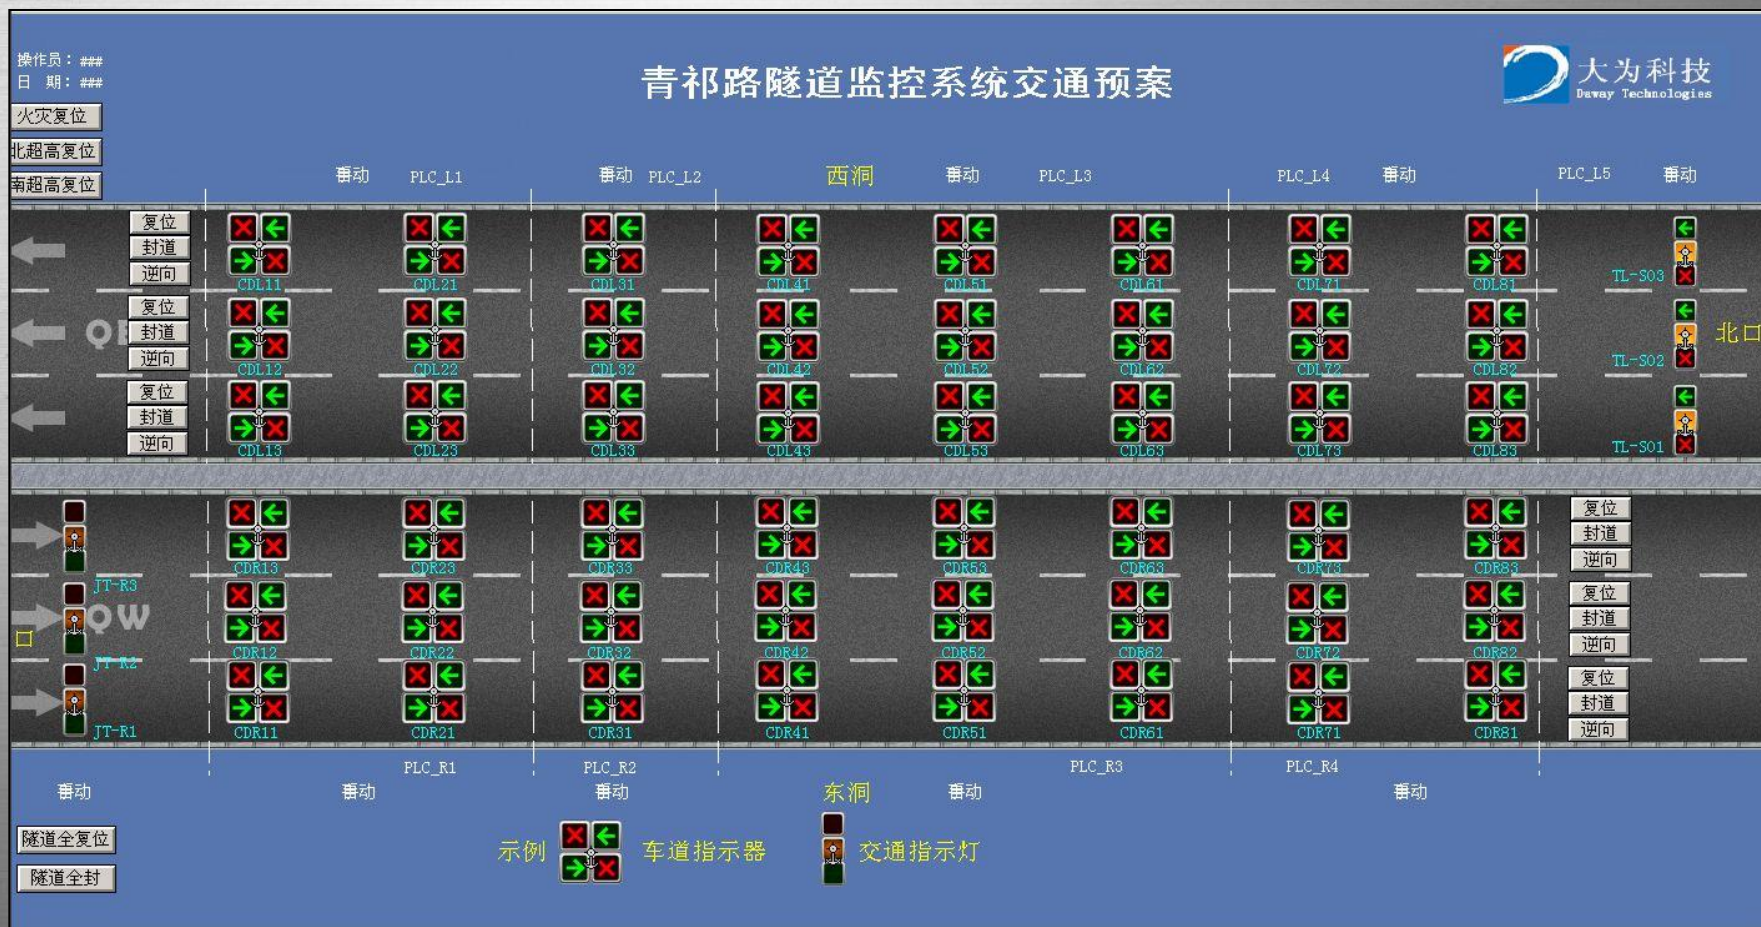 操作员：###
日 期：###
青祁路隧道监控系统交通预案
大为科技
Daway Technologies
火灾复位
北超高复位
南超高复位
PLC_L1 PLC_L2 西洞 PLC_L3 PLC_L4 PLC_L5
复位
封道
逆向
CDL11 CDL21 CDL31 CDL41 CDL51 CDL61 CDL71 CDL81 TL-S03
复位
封道
逆向
北口
CDL12 CDL22 CDL32 CDL42 CDL52 CDL62 CDL72 CDL82 TL-S02
复位
封道
逆向
CDL13 CDL23 CDL33 CDL43 CDL53 CDL63 CDL73 CDL83 TL-S01
复位
封道
逆向
CDR13 CDR23 CDR33 CDR43 CDR53 CDR63 CDR73 CDR83
JT-R3
QW
口
复位
封道
逆向
CDR12 CDR22 CDR32 CDR42 CDR52 CDR62 CDR72 CDR82
JT-R2
复位
封道
逆向
JT-R1 CDR11 CDR21 CDR31 CDR41 CDR51 CDR61 CDR71 CDR81
PLC_R1 PLC_R2 PLC_R3 PLC_R4
东洞
隧道全复位
隧道全封
示例 车道指示器 交通指示灯